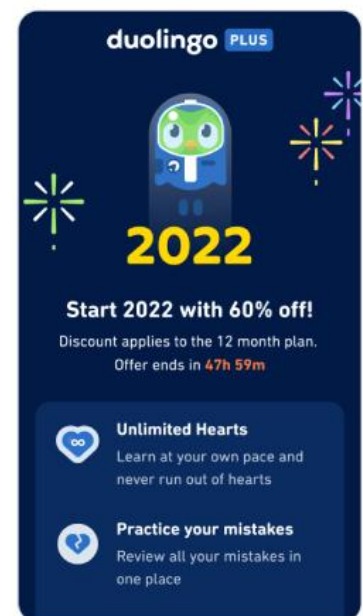 duolingo PLUS
2022
Start 2022 with 60% off!
Discount applies to the 12 month plan.
Offer ends in 47h 59m
Unlimited Hearts
Learn at your own pace and
never run out of hearts
Practice your mistakes
Review all your mistakes in
one place